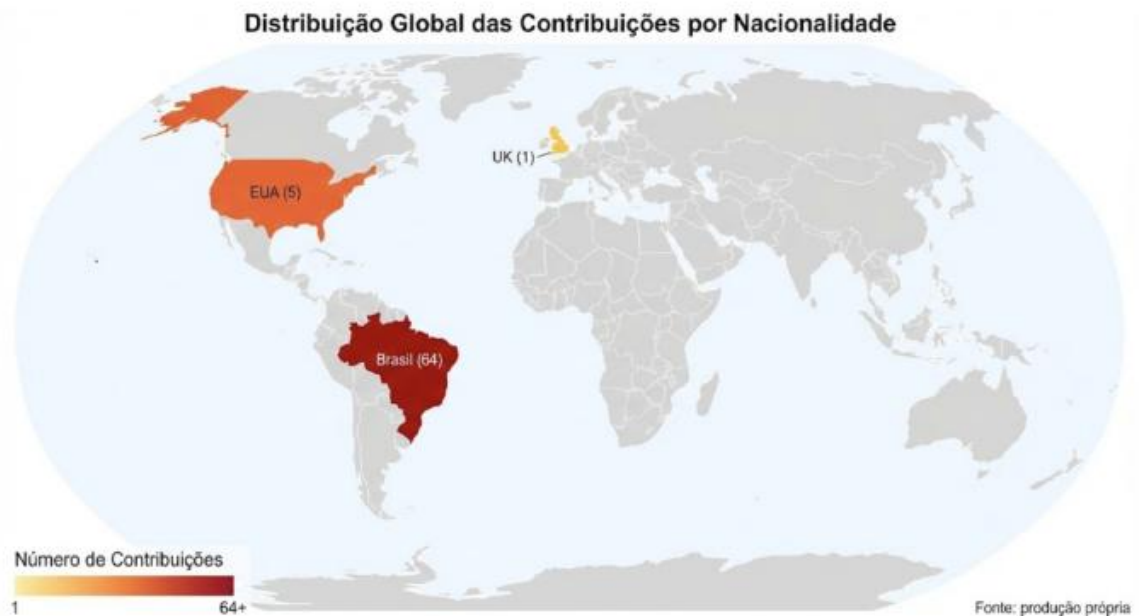 Distribuição Global das Contribuições por Nacionalidade
UK (1)
EUA (5)
Brasil (64)
Número de Contribuições
1 64+
Fonte: produção própria